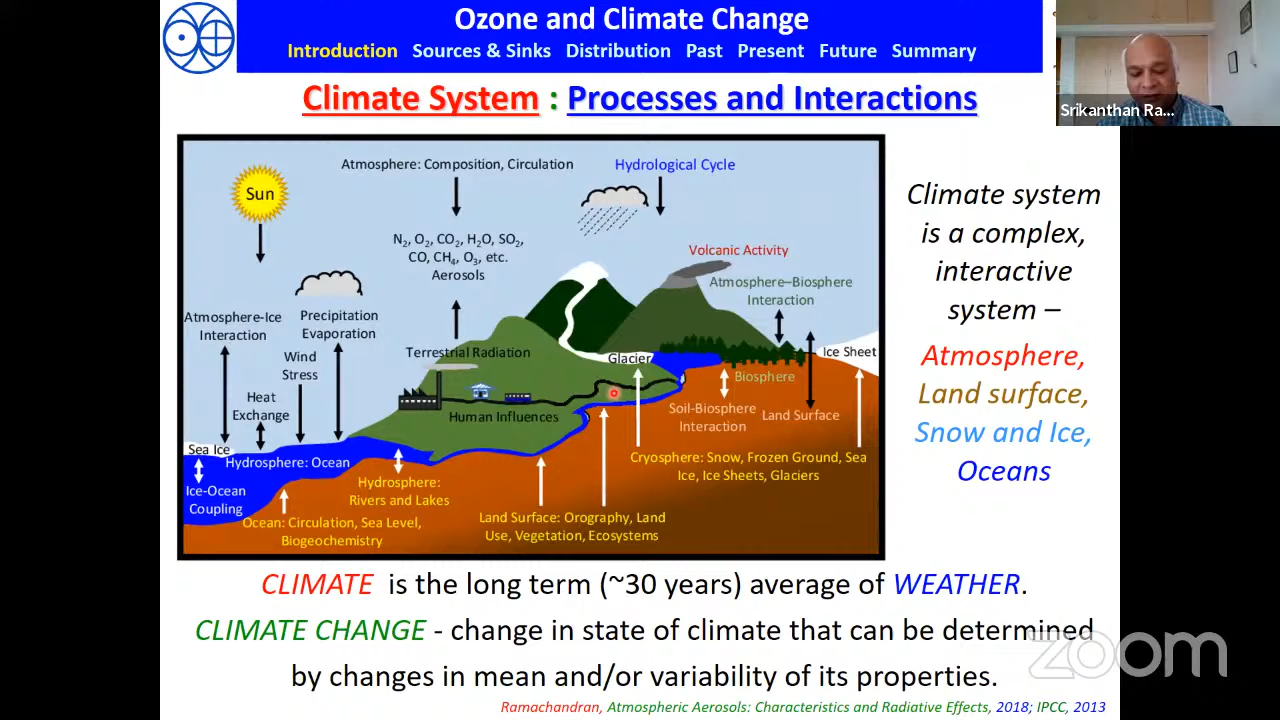 Ozone and Climate Change
Introduction Sources & Sinks Distribution Past Present Future Summary
Srikanthan Ra...
Climate System : Processes and Interactions
Sun
Atmosphere: Composition, Circulation
Hydrological Cycle
N₂, O₂, CO₂, H₂O, SO₂,
CO, CH₄, O₃, etc.
Aerosols
Volcanic Activity
Atmosphere–Biosphere
Interaction
Atmosphere-Ice
Interaction
Precipitation
Evaporation
Wind
Stress
Terrestrial Radiation
Glacier
Ice Sheet
Biosphere
Heat
Exchange
Human Influences
Soil-Biosphere
Interaction
Land Surface
Sea Ice
Hydrosphere: Ocean
Ice-Ocean
Coupling
Hydrosphere:
Rivers and Lakes
Cryosphere: Snow, Frozen Ground, Sea
Ice, Ice Sheets, Glaciers
Ocean: Circulation, Sea Level,
Biogeochemistry
Land Surface: Orography, Land
Use, Vegetation, Ecosystems
Climate system
is a complex,
interactive
system –
Atmosphere,
Land surface,
Snow and Ice,
Oceans
CLIMATE is the long term (~30 years) average of WEATHER.
CLIMATE CHANGE - change in state of climate that can be determined
by changes in mean and/or variability of its properties.
zoom
Ramachandran, Atmospheric Aerosols: Characteristics and Radiative Effects, 2018; IPCC, 2013